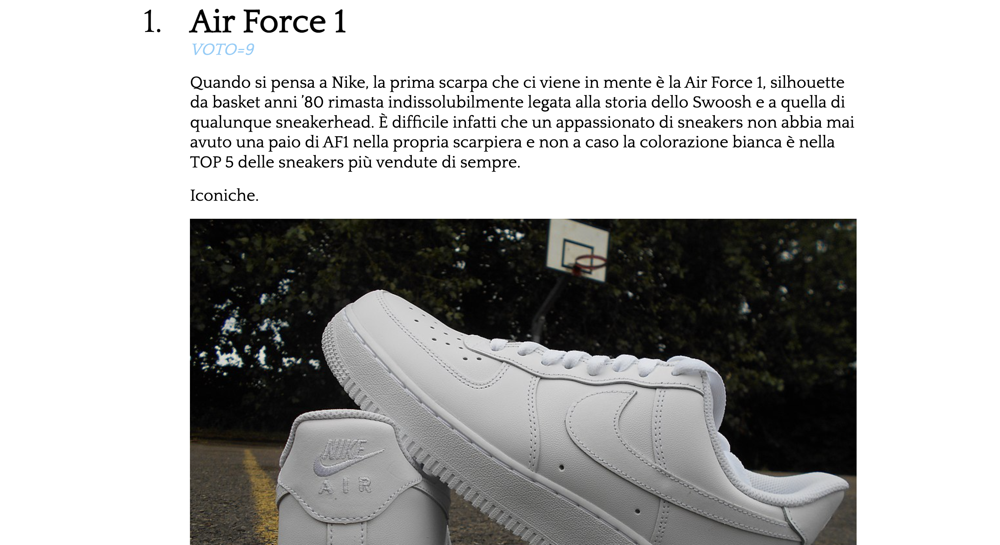 1. Air Force 1
VOTO=9
Quando si pensa a Nike, la prima scarpa che ci viene in mente è la Air Force 1, silhouette
da basket anni ’80 rimasta indissolubilmente legata alla storia dello Swoosh e a quella di
qualunque sneakerhead. È difficile infatti che un appassionato di sneakers non abbia mai
avuto una paio di AF1 nella propria scarpiera e non a caso la colorazione bianca è nella
TOP 5 delle sneakers più vendute di sempre.
Iconiche.
NIKE
AIR